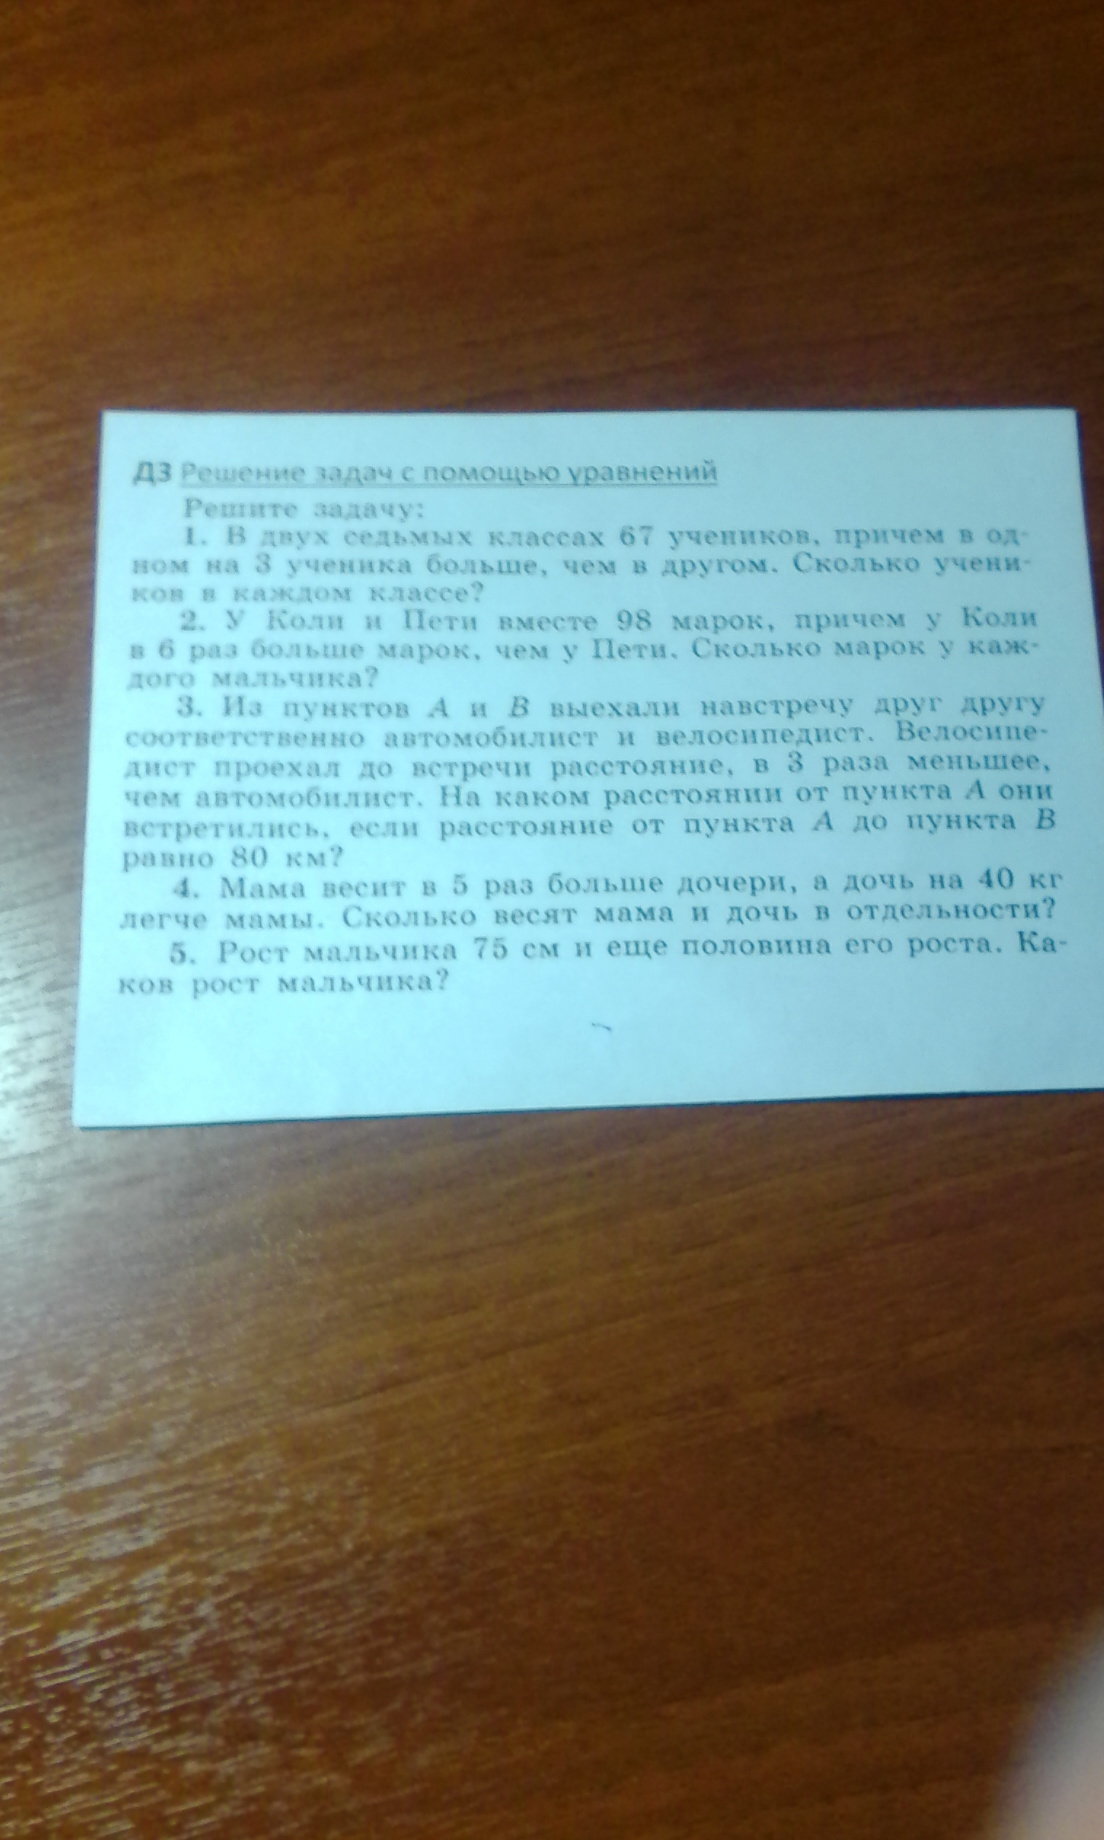 ДЗ Решение задач с помощью уравнений
Решите задачу:
1. В двух седьмых классах 67 учеников, причем в од-
ном на 3 ученика больше, чем в другом. Сколько учени-
ков в каждом классе?
2. У Коли и Пети вместе 98 марок, причем у Коли
в 6 раз больше марок, чем у Пети. Сколько марок у каж-
дого мальчика?
3. Из пунктов A и B выехали навстречу друг другу
соответственно автомобилист и велосипедист. Велосипе-
дист проехал до встречи расстояние, в 3 раза меньшее,
чем автомобилист. На каком расстоянии от пункта A они
встретились, если расстояние от пункта A до пункта B
равно 80 км?
4. Мама весит в 5 раз больше дочери, а дочь на 40 кг
легче мамы. Сколько весят мама и дочь в отдельности?
5. Рост мальчика 75 см и еще половина его роста. Ка-
ков рост мальчика?